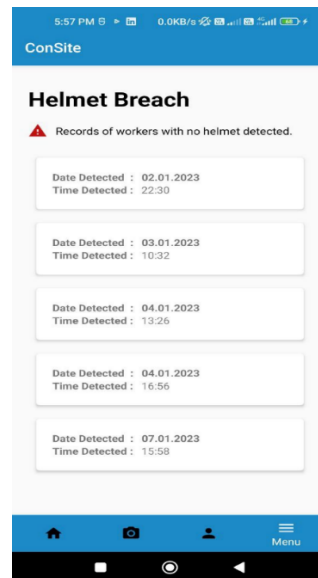 5:57 PM 0.0KB/s
ConSite
Helmet Breach
Records of workers with no helmet detected.
Date Detected : 02.01.2023
Time Detected : 22:30
Date Detected : 03.01.2023
Time Detected : 10:32
Date Detected : 04.01.2023
Time Detected : 13:26
Date Detected : 04.01.2023
Time Detected : 16:56
Date Detected : 07.01.2023
Time Detected : 15:58
Menu